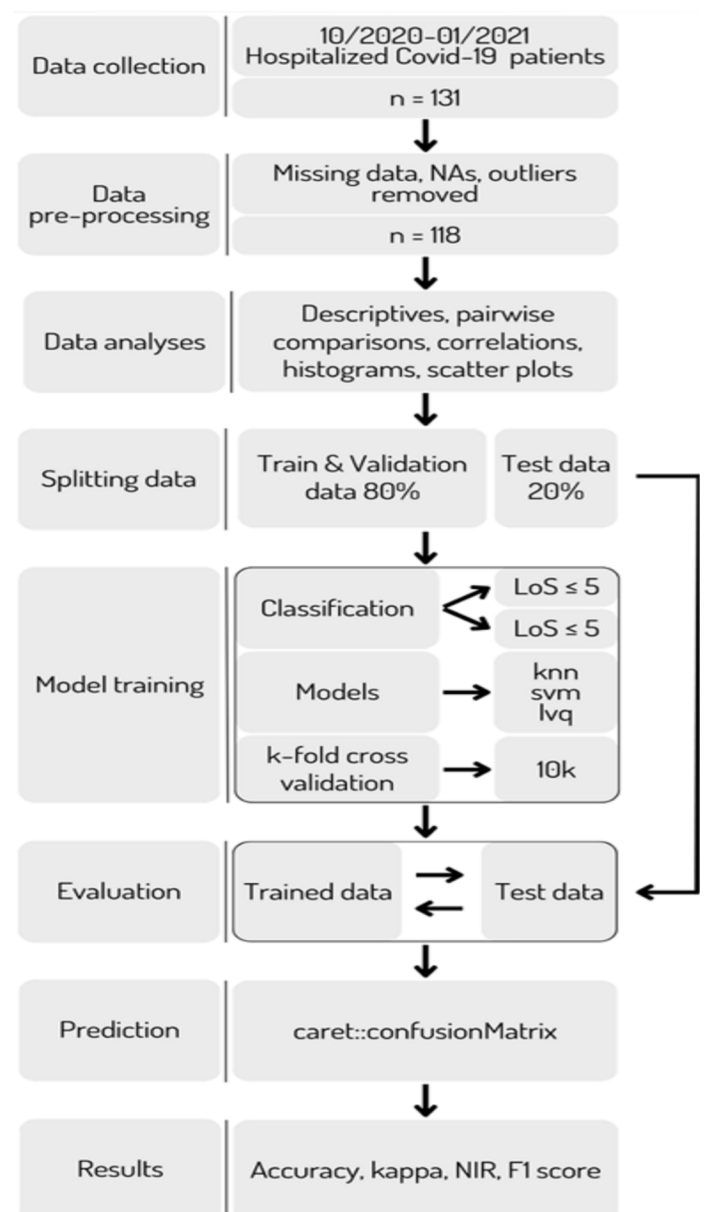 Data collection
10/2020-01/2021
Hospitalized Covid-19 patients
n = 131
Data
pre-processing
Missing data, NAs, outliers
removed
n = 118
Data analyses
Descriptives, pairwise
comparisons, correlations,
histograms, scatter plots
Splitting data
Train & Validation
data 80%
Test data
20%
Model training
Classification
LoS ≤ 5
LoS ≤ 5
Models
knn
svm
lvq
k-fold cross
validation
10k
Evaluation
Trained data
Test data
Prediction
caret::confusionMatrix
Results
Accuracy, kappa, NIR, F1 score